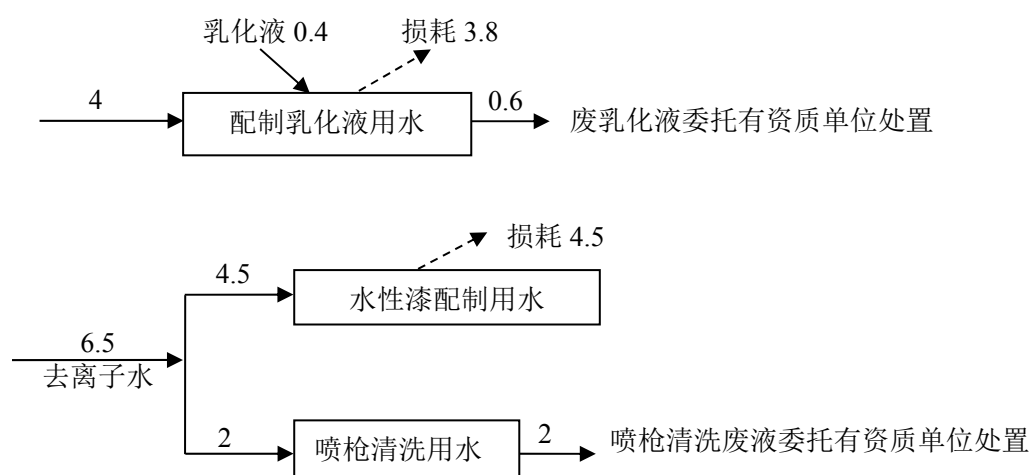 乳化液 0.4
损耗 3.8
4
配制乳化液用水
0.6
废乳化液委托有资质单位处置
损耗 4.5
4.5
水性漆配制用水
6.5
去离子水
2
喷枪清洗用水
2
喷枪清洗废液委托有资质单位处置